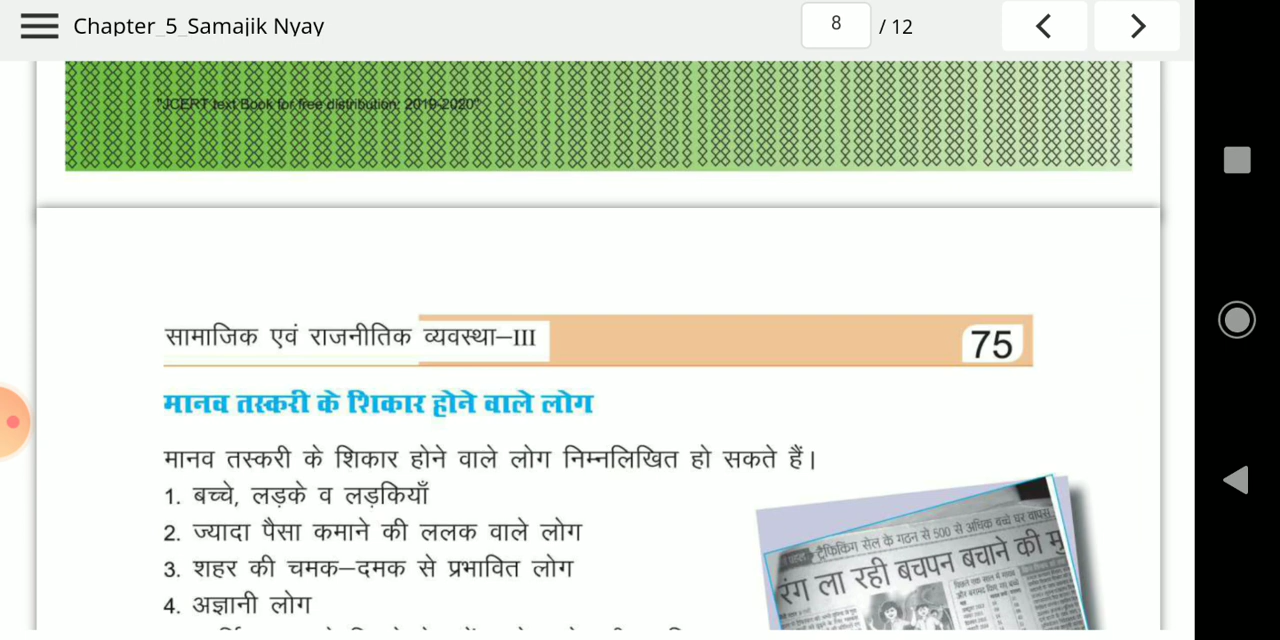 Chapter_5_Samajik Nyay
8 / 12
"JCERT text Book for free distribution: 2019-2020"
सामाजिक एवं राजनीतिक व्यवस्था–III
75
मानव तस्करी के शिकार होने वाले लोग
मानव तस्करी के शिकार होने वाले लोग निम्नलिखित हो सकते हैं।
1. बच्चे, लड़के व लड़कियाँ
2. ज्यादा पैसा कमाने की ललक वाले लोग
3. शहर की चमक–दमक से प्रभावित लोग
4. अज्ञानी लोग
ट्रैफिकिंग सेल के गठन से 500 से अधिक बच्चे घर वापस
रंग ला रही बचपन बचाने की मु